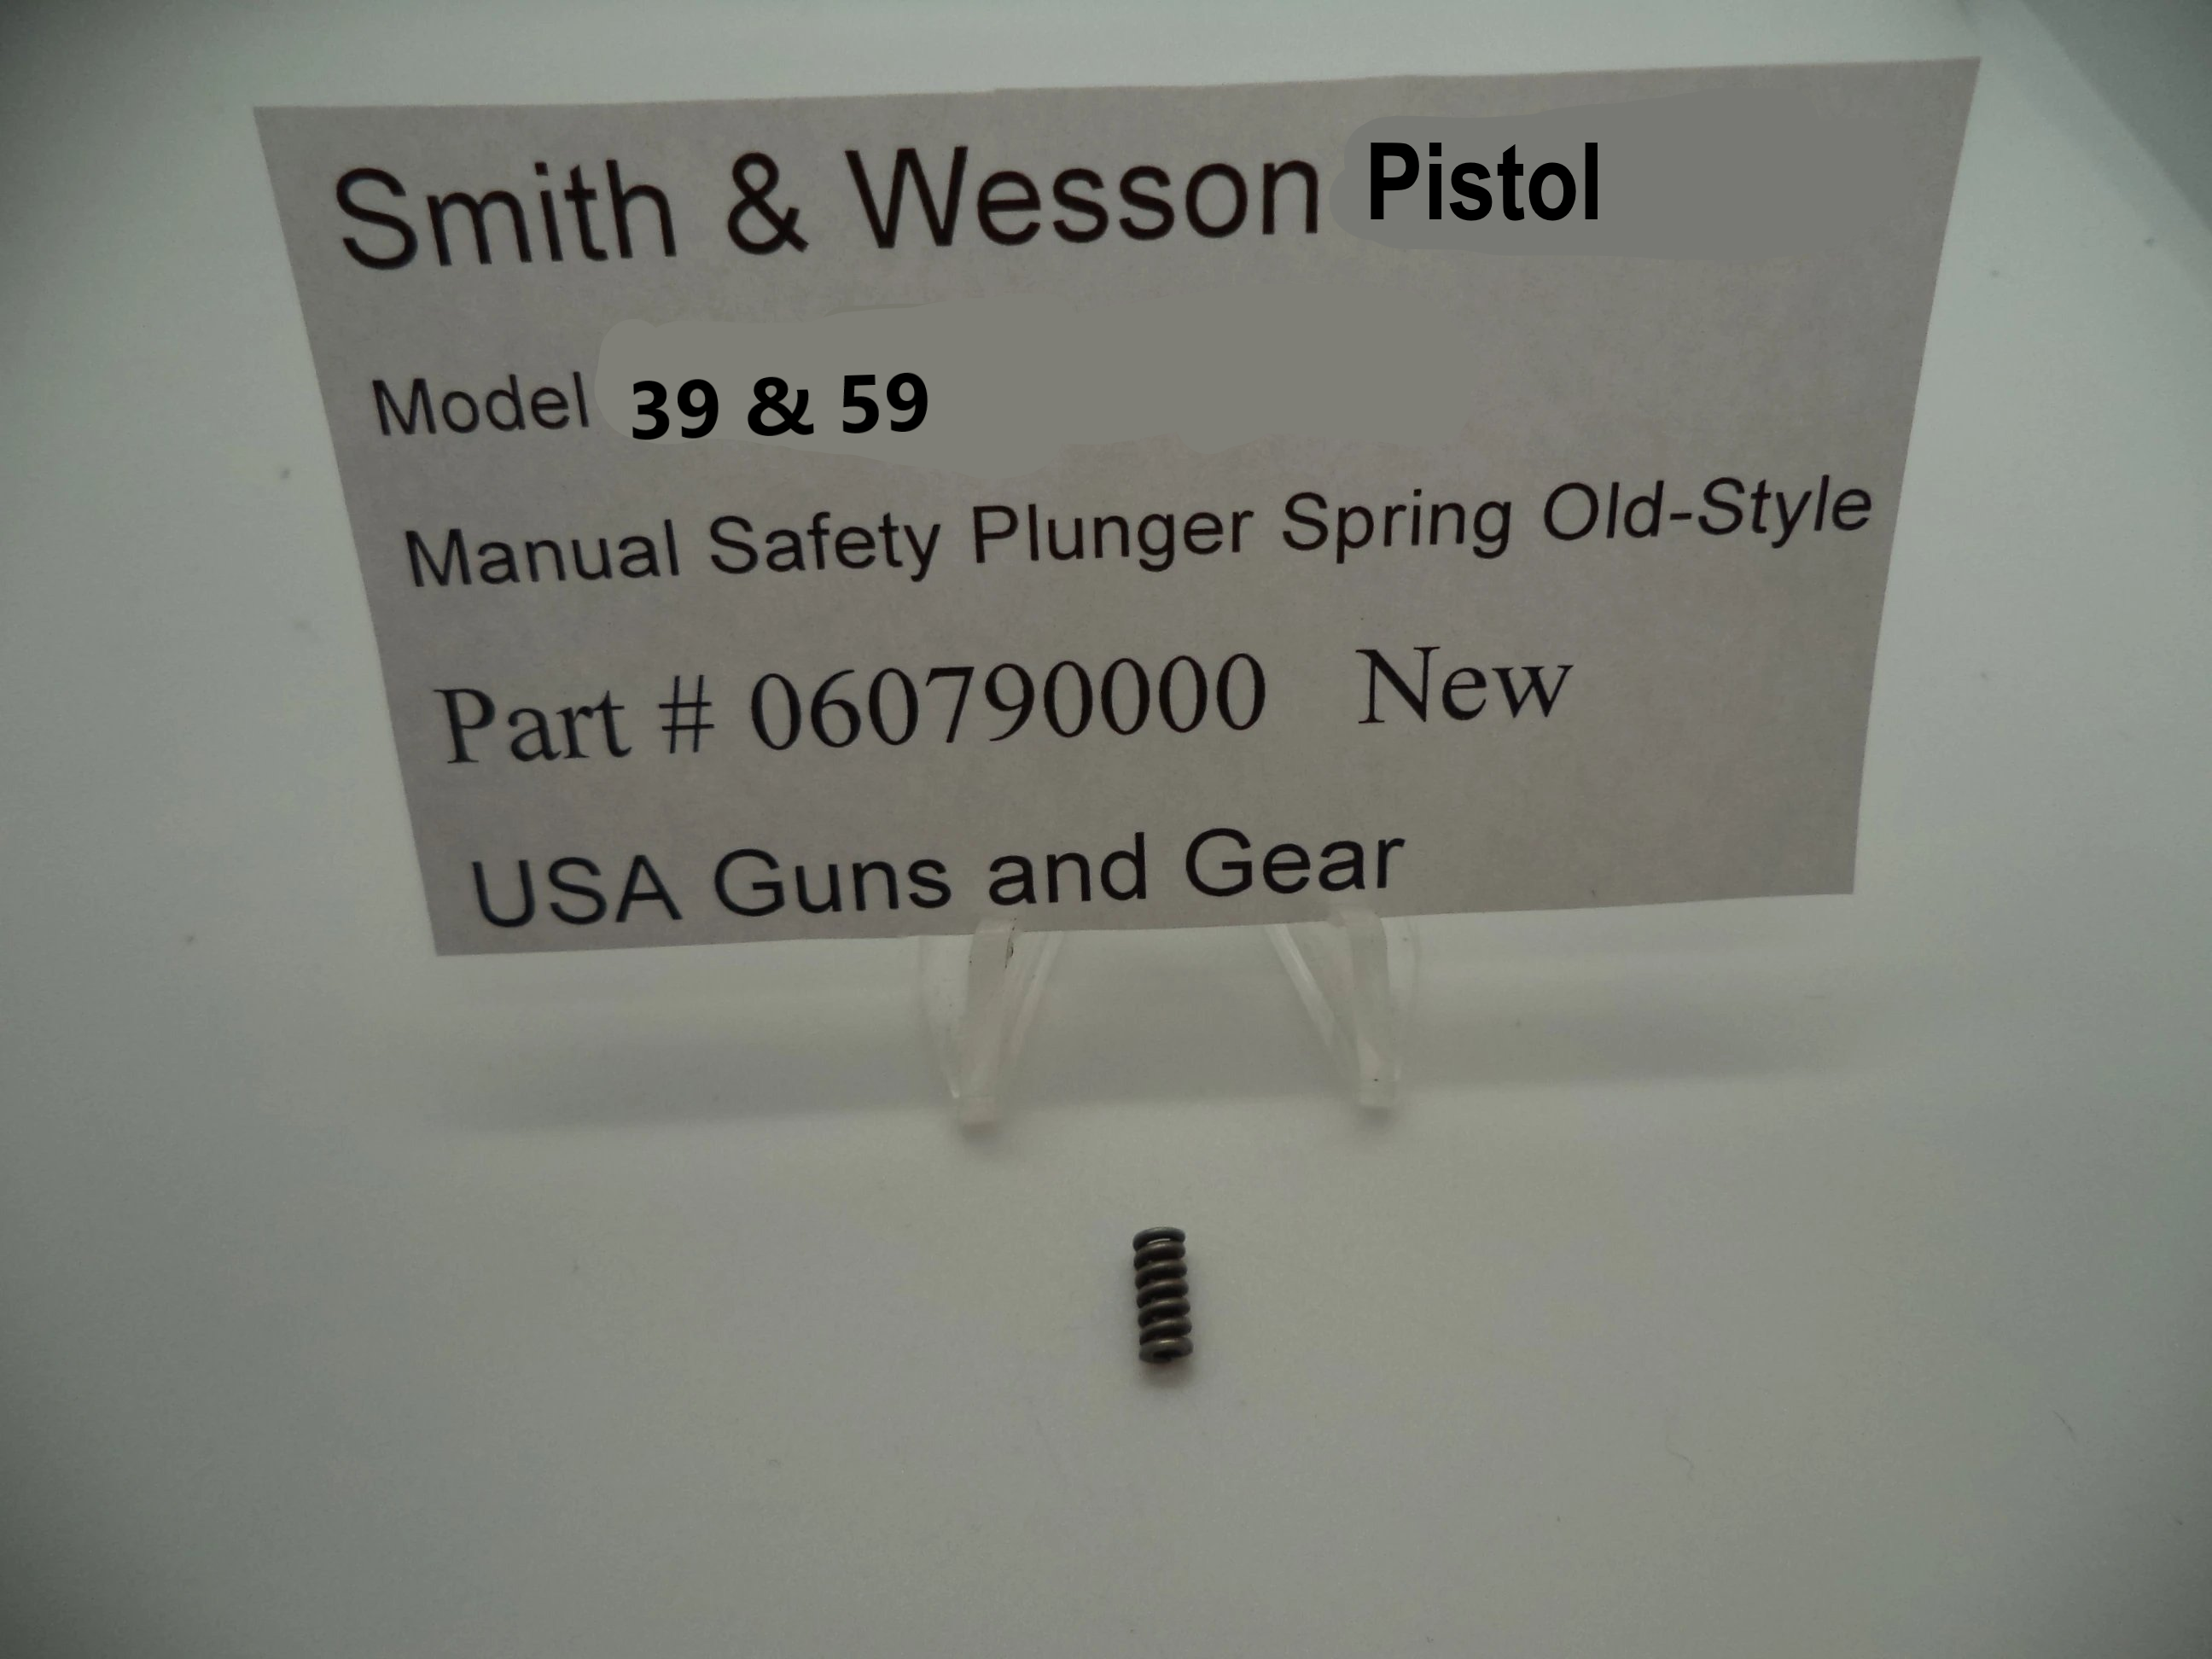 Smith & Wesson Pistol
Model 39 & 59
Manual Safety Plunger Spring Old-Style
Part # 060790000 New
USA Guns and Gear